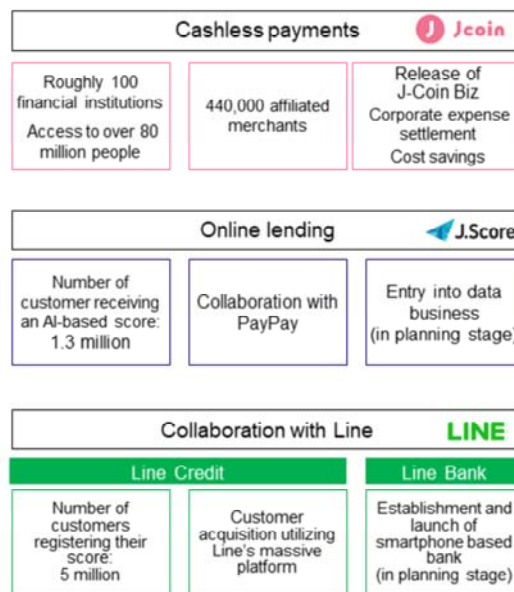 Cashless payments
J Jcoin
Roughly 100
financial institutions
Access to over 80
million people
440,000 affiliated
merchants
Release of
J-Coin Biz
Corporate expense
settlement
Cost savings
Online lending
J.Score
Number of
customer receiving
an AI-based score:
1.3 million
Collaboration with
PayPay
Entry into data
business
(in planning stage)
Collaboration with Line
LINE
Line Credit
Line Bank
Number of
customers
registering their
score:
5 million
Customer
acquisition utilizing
Line's massive
platform
Establishment and
launch of
smartphone based
bank
(in planning stage)